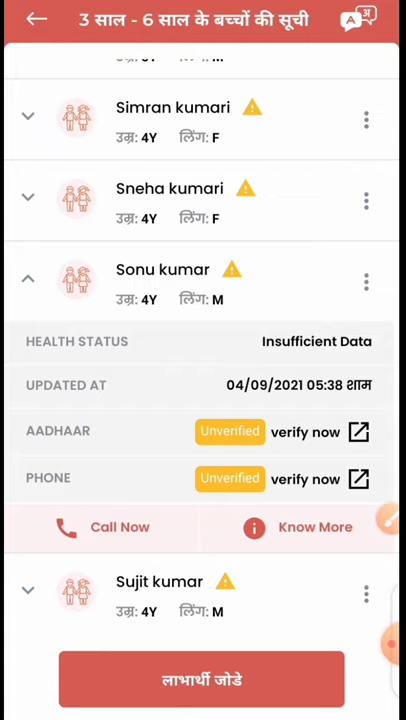 3 साल - 6 साल के बच्चों की सूची
A अ
Simran kumari
उम्र: 4Y लिंग: F
Sneha kumari
उम्र: 4Y लिंग: F
Sonu kumar
उम्र: 4Y लिंग: M
HEALTH STATUS Insufficient Data
UPDATED AT 04/09/2021 05:38 शाम
AADHAAR Unverified verify now
PHONE Unverified verify now
Call Now Know More
Sujit kumar
उम्र: 4Y लिंग: M
लाभार्थी जोडे